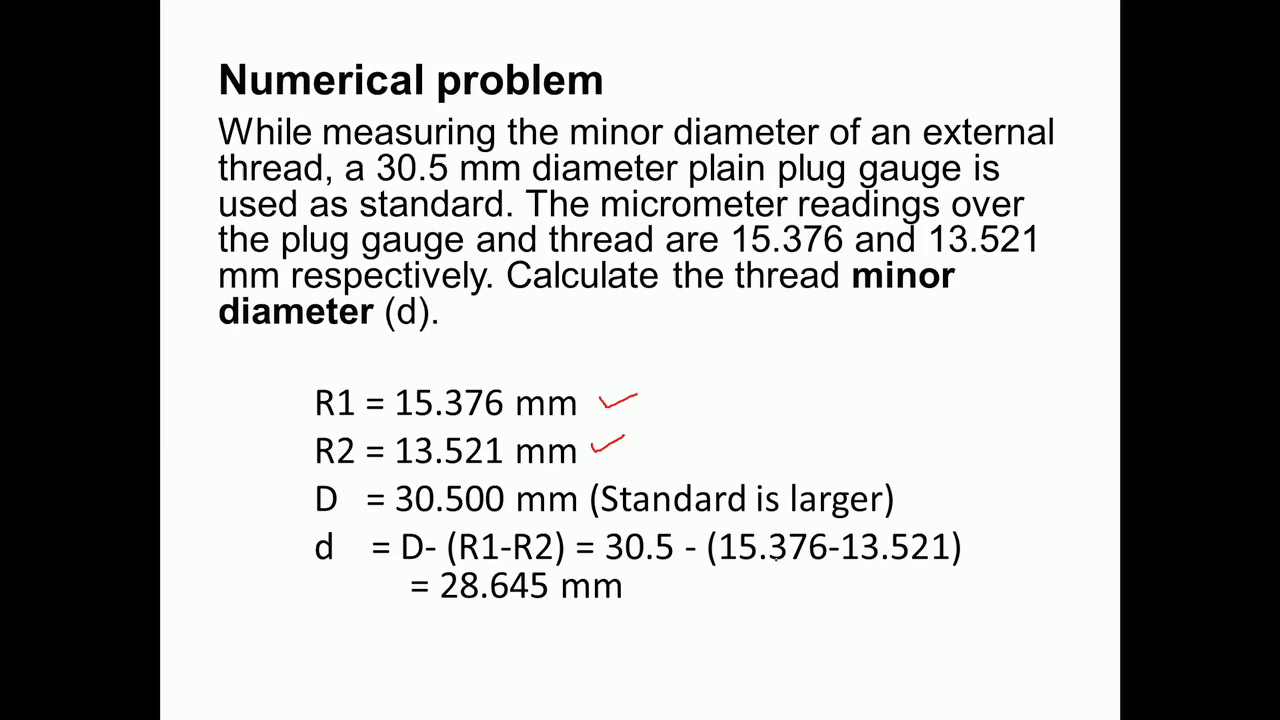 Numerical problem
While measuring the minor diameter of an external
thread, a 30.5 mm diameter plain plug gauge is
used as standard. The micrometer readings over
the plug gauge and thread are 15.376 and 13.521
mm respectively. Calculate the thread minor
diameter (d).
R1 = 15.376 mm
R2 = 13.521 mm
D = 30.500 mm (Standard is larger)
d = D- (R1-R2) = 30.5 - (15.376-13.521)
= 28.645 mm